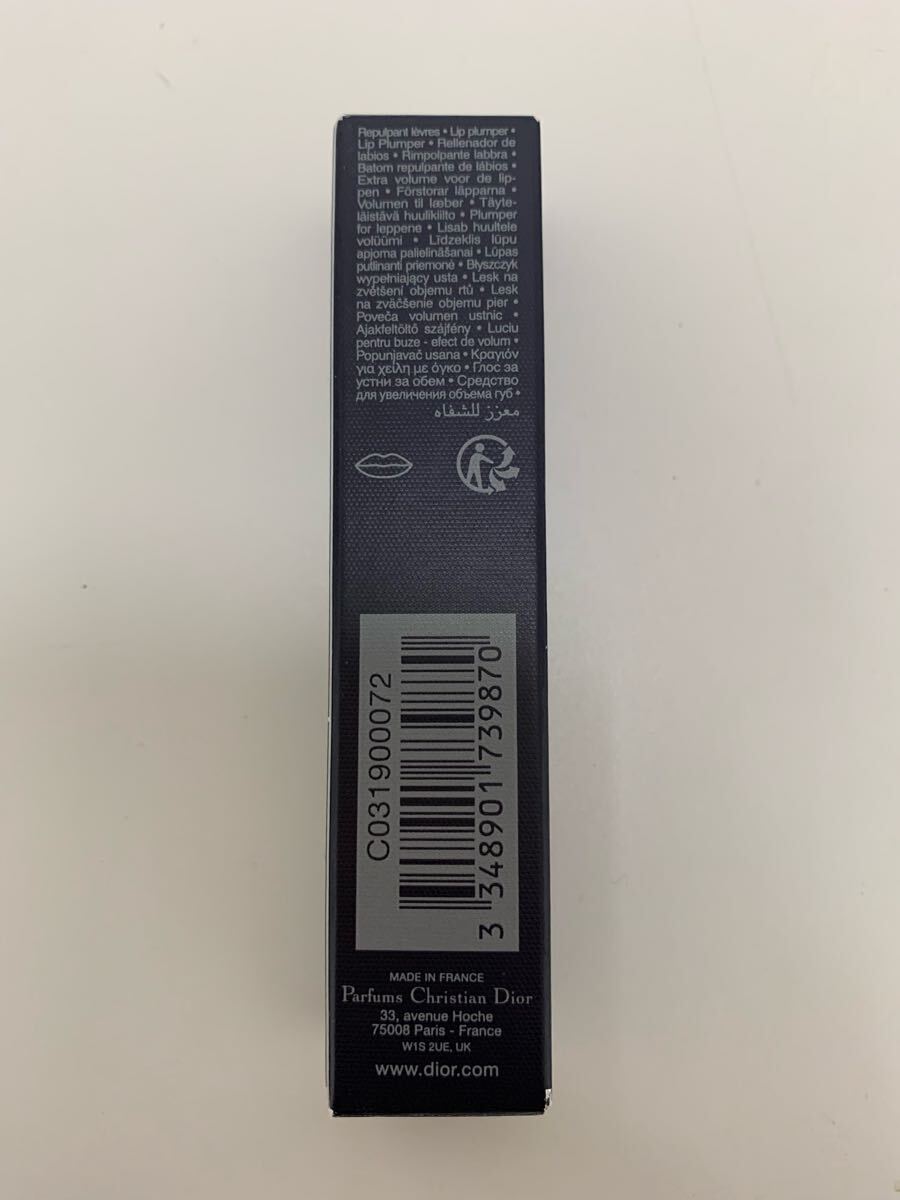 Repulpant lèvres • Lip plumper •
Lip Plumper • Rellenador de
labios • Rimpolpante labbra •
Batom repulpante de lábios •
Extra volume voor de lip-
pen • Förstorar läpparna •
Volumen til læber • Täyte-
läistävä huulikiilto • Plumper
for leppene • Lisab huultele
volüümi • Līdzeklis lūpu
apjoma palielināšanai • Lūpas
putlinanti priemonė • Błyszczyk
wypełniający usta • Lesk na
zvětšení objemu rtů • Lesk
na zväčšenie objemu pier •
Poveča volumen ustnic •
Ajakfeltöltő szájfény • Luciu
pentru buze - efect de volum •
Popunjavač usana • Κραγιόν
για χείλη με όγκο • Глос за
устни за обем • Средство
для увеличения объема губ •
معزز للشفاه
C031900072
3 348901 739870
MADE IN FRANCE
Parfums Christian Dior
33, avenue Hoche
75008 Paris - France
W1S 2UE, UK
www.dior.com